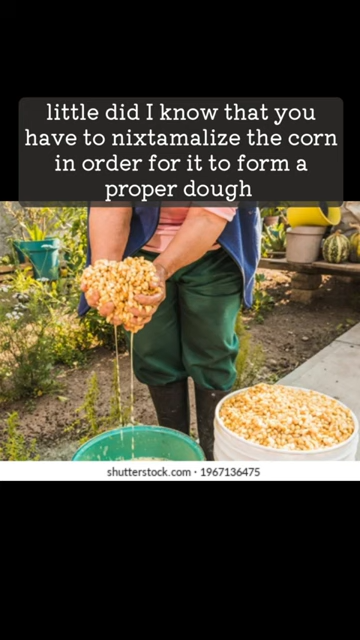 little did I know that you
have to nixtamalize the corn
in order for it to form a
proper dough
shutterstock.com · 1967136475